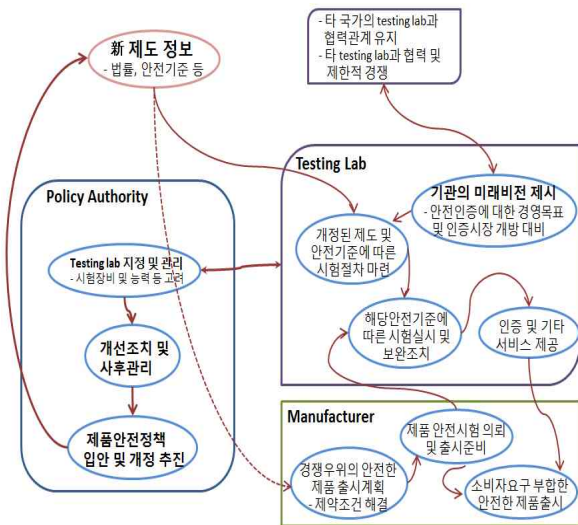 新 제도 정보
- 법률, 안전기준 등
- 타 국가의 testing lab과
협력관계 유지
- 타 testing lab과 협력 및
제한적 경쟁
Policy Authority
Testing lab 지정 및 관리
- 시험장비 및 능력 등 고려
개선조치 및
사후관리
제품안전정책
입안 및 개정 추진
Testing Lab
기관의 미래비전 제시
- 안전인증에 대한 경영목표
및 인증시장 개방 대비
개정된 제도 및
안전기준에 따른
시험절차 마련
해당안전기준에
따른 시험실시 및
보완조치
인증 및 기타
서비스 제공
Manufacturer
경쟁우위의 안전한
제품 출시계획
- 제약조건 해결
제품 안전시험 의뢰
및 출시준비
소비자요구 부합한
안전한 제품출시